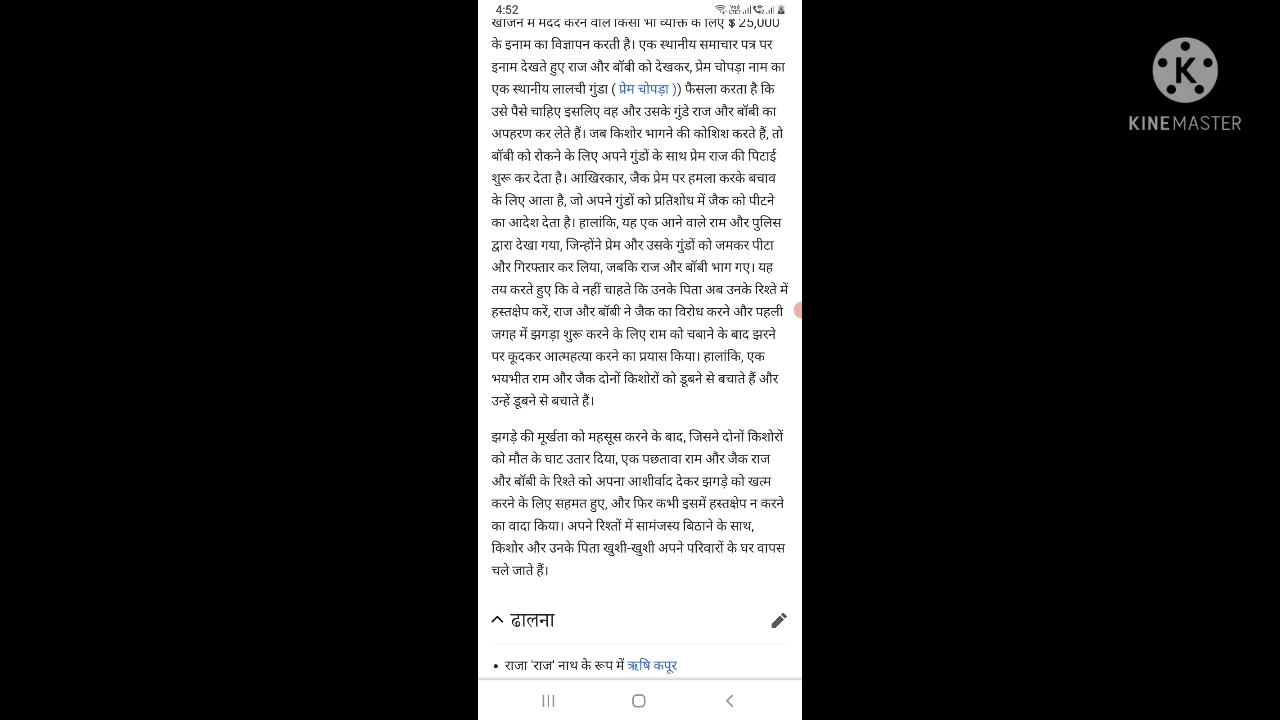 4:52
खोजने में मदद करने वाले किसी भी व्यक्ति के लिए $ 25,000
के इनाम का विज्ञापन करती है। एक स्थानीय समाचार पत्र पर
इनाम देखते हुए राज और बॉबी को देखकर, प्रेम चोपड़ा नाम का
एक स्थानीय लालची गुंडा ( प्रेम चोपड़ा )) फैसला करता है कि
उसे पैसे चाहिए इसलिए वह और उसके गुंडे राज और बॉबी का
अपहरण कर लेते हैं। जब किशोर भागने की कोशिश करते हैं, तो
बॉबी को रोकने के लिए अपने गुंडों के साथ प्रेम राज की पिटाई
शुरू कर देता है। आखिरकार, जैक प्रेम पर हमला करके बचाव
के लिए आता है, जो अपने गुंडों को प्रतिशोध में जैक को पीटने
का आदेश देता है। हालांकि, यह एक आने वाले राम और पुलिस
द्वारा देखा गया, जिन्होंने प्रेम और उसके गुंडों को जमकर पीटा
और गिरफ्तार कर लिया, जबकि राज और बॉबी भाग गए। यह
तय करते हुए कि वे नहीं चाहते कि उनके पिता अब उनके रिश्ते में
हस्तक्षेप करें, राज और बॉबी ने जैक का विरोध करने और पहली
जगह में झगड़ा शुरू करने के लिए राम को चबाने के बाद झरने
पर कूदकर आत्महत्या करने का प्रयास किया। हालांकि, एक
भयभीत राम और जैक दोनों किशोरों को डूबने से बचाते हैं और
उन्हें डूबने से बचाते हैं।
झगड़े की मूर्खता को महसूस करने के बाद, जिसने दोनों किशोरों
को मौत के घाट उतार दिया, एक पछतावा राम और जैक राज
और बॉबी के रिश्ते को अपना आशीर्वाद देकर झगड़े को खत्म
करने के लिए सहमत हुए, और फिर कभी इसमें हस्तक्षेप न करने
का वादा किया। अपने रिश्तों में सामंजस्य बिठाने के साथ,
किशोर और उनके पिता खुशी-खुशी अपने परिवारों के घर वापस
चले जाते हैं।
ढालना
• राजा 'राज' नाथ के रूप में ऋषि कपूर
K
KINEMASTER